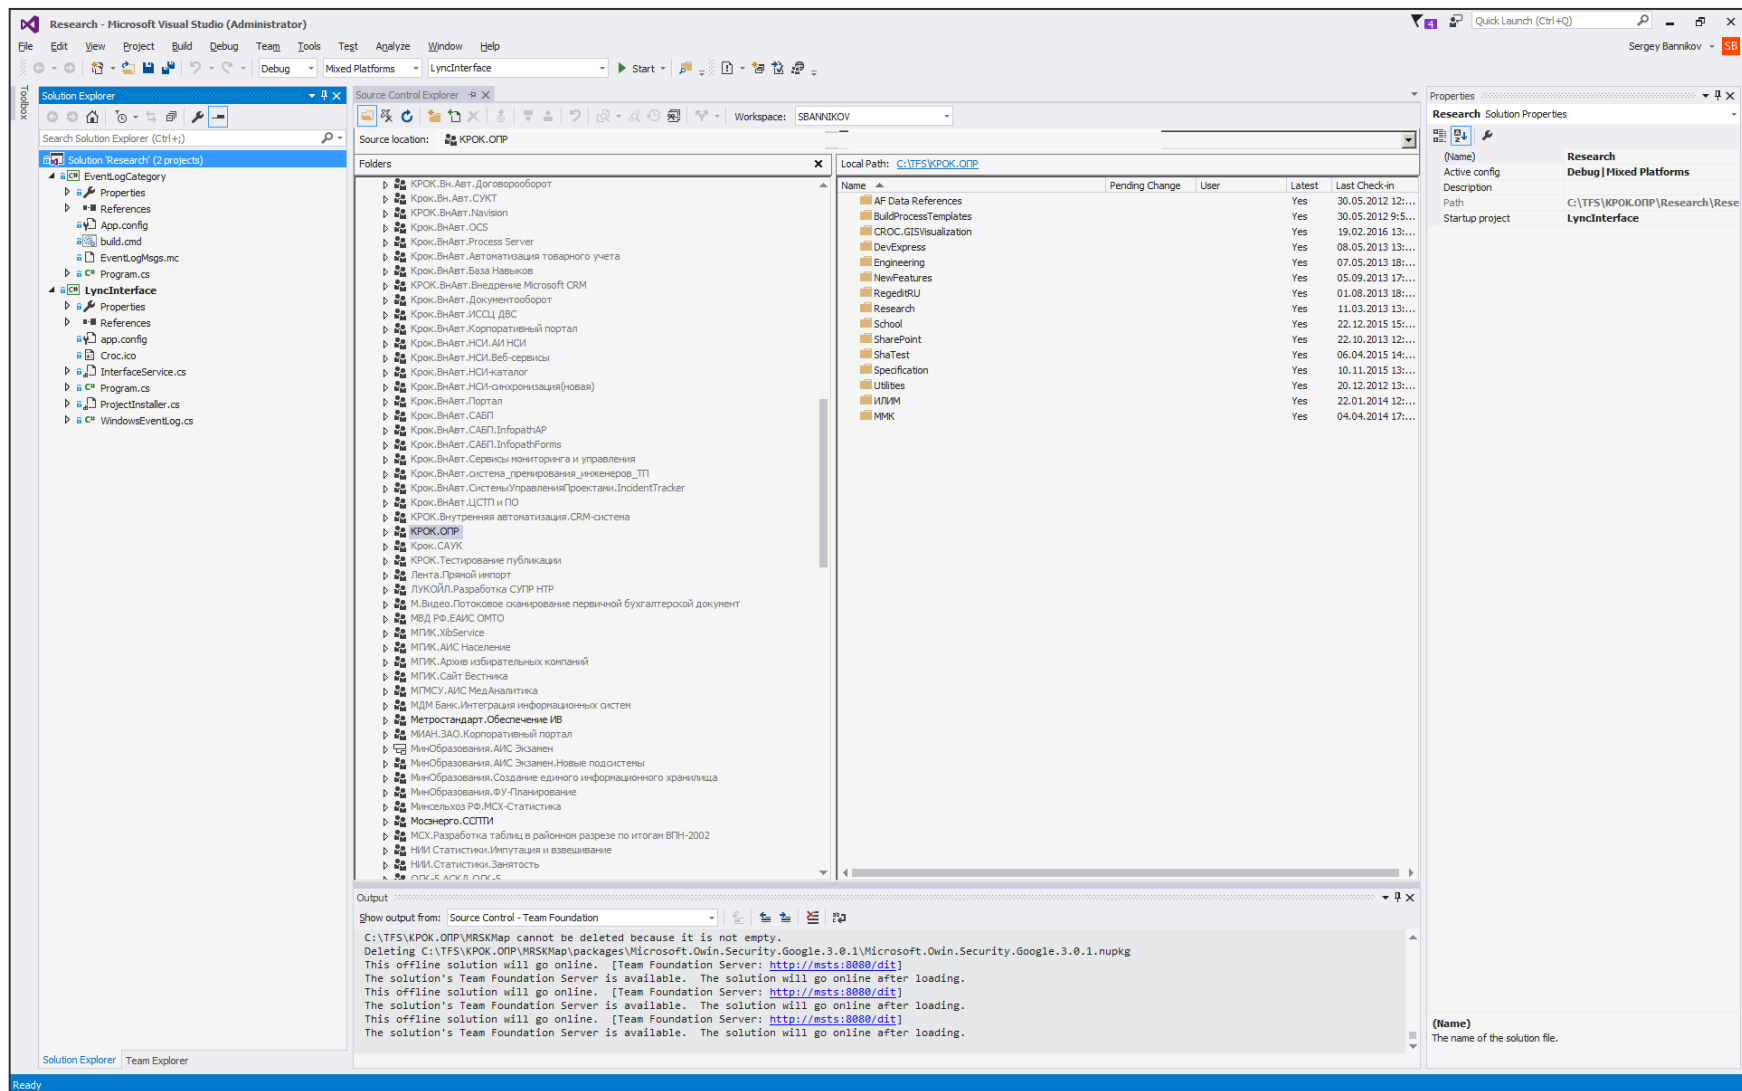 Research - Microsoft Visual Studio (Administrator)
4
Quick Launch (Ctrl+Q)
File Edit View Project Build Debug Team Tools Test Analyze Window Help
Sergey Bannikov
SB
Debug
Mixed Platforms
LyncInterface
Start
Toolbox
Solution Explorer
Search Solution Explorer (Ctrl+;)
Solution 'Research' (2 projects)
EventLogCategory
Properties
References
App.config
build.cmd
EventLogMsgs.mc
Program.cs
LyncInterface
Properties
References
app.config
Croc.ico
InterfaceService.cs
Program.cs
ProjectInstaller.cs
WindowsEventLog.cs
Solution Explorer
Team Explorer
Source Control Explorer
Workspace: SBANNIKOV
Source location: КРОК.ОПР
Folders
КРОК.Вн.Авт.Договорооборот
Крок.Вн.Авт.СУКТ
КРОК.ВнАвт.Navision
Крок.ВнАвт.OCS
Крок.ВнАвт.Process Server
Крок.ВнАвт.Автоматизация товарного учета
Крок.ВнАвт.База Навыков
КРОК.ВнАвт.Внедрение Microsoft CRM
Крок.ВнАвт.Документооборот
Крок.ВнАвт.ИССЦ ДВС
Крок.ВнАвт.Корпоративный портал
Крок.ВнАвт.НСИ.АИ НСИ
Крок.ВнАвт.НСИ.Веб-сервисы
Крок.ВнАвт.НСИ-каталог
Крок.ВнАвт.НСИ-синхронизация(новая)
Крок.ВнАвт.Портал
Крок.ВнАвт.САБП
Крок.ВнАвт.САБП.InfopathAP
Крок.ВнАвт.САБП.InfopathForms
Крок.ВнАвт.Сервисы мониторинга и управления
Крок.ВнАвт.система_премирования_инженеров_ТП
Крок.ВнАвт.СистемыУправленияПроектами.IncidentTracker
Крок.ВнАвт.ЦСТП и ПО
КРОК.Внутренняя автоматизация.CRM-система
КРОК.ОПР
Крок.САУК
КРОК.Тестирование публикации
Лента.Прямой импорт
ЛУКОЙЛ.Разработка СУПР НТР
М.Видео.Потоковое сканирование первичной бухгалтерской документ
МВД РФ.ЕАИС ОМТО
МГИК.XibService
МГИК.АИС Население
МГИК.Архив избирательных компаний
МГИК.Сайт Вестника
МГМСУ.АИС МедАналитика
МДМ Банк.Интеграция информационных систем
Метростандарт.Обеспечение ИВ
МИАН.ЗАО.Корпоративный портал
МинОбразования.АИС Экзамен
МинОбразования.АИС Экзамен.Новые подсистемы
МинОбразования.Создание единого информационного хранилища
МинОбразования.ФУ-Планирование
Минсельхоз РФ.МСХ-Статистика
Мосэнерго.ССПТИ
МСХ.Разработка таблиц в районном разрезе по итогам ВПН-2002
НИИ Статистики.Импутация и взвешивание
НИИ.Статистики.Занятость
ОПК-5.АСКД.ОПК-5
Local Path: C:\TFS\КРОК.ОПР
Name Pending Change User Latest Last Check-in
AF Data References Yes 30.05.2012 12:...
BuildProcessTemplates Yes 30.05.2012 9:5...
CROC.GISVisualization Yes 19.02.2016 13:...
DevExpress Yes 08.05.2013 13:...
Engineering Yes 07.05.2013 18:...
NewFeatures Yes 05.09.2013 17:...
RegeditRU Yes 01.08.2013 18:...
Research Yes 11.03.2013 13:...
School Yes 22.12.2015 15:...
SharePoint Yes 22.10.2013 12:...
ShaTest Yes 06.04.2015 14:...
Specification Yes 10.11.2015 13:...
Utilities Yes 20.12.2012 13:...
ИЛИМ Yes 22.01.2014 12:...
ММК Yes 04.04.2014 17:...
Output
Show output from: Source Control - Team Foundation
C:\TFS\КРОК.ОПР\MRSKMap cannot be deleted because it is not empty.
Deleting C:\TFS\КРОК.ОПР\MRSKMap\packages\Microsoft.Owin.Security.Google.3.0.1\Microsoft.Owin.Security.Google.3.0.1.nupkg
This offline solution will go online. [Team Foundation Server: http://msts:8080/dit]
The solution's Team Foundation Server is available. The solution will go online after loading.
This offline solution will go online. [Team Foundation Server: http://msts:8080/dit]
The solution's Team Foundation Server is available. The solution will go online after loading.
This offline solution will go online. [Team Foundation Server: http://msts:8080/dit]
The solution's Team Foundation Server is available. The solution will go online after loading.
Properties
Research Solution Properties
(Name) Research
Active config Debug|Mixed Platforms
Description
Path C:\TFS\КРОК.ОПР\Research\Rese
Startup project LyncInterface
(Name)
The name of the solution file.
Ready